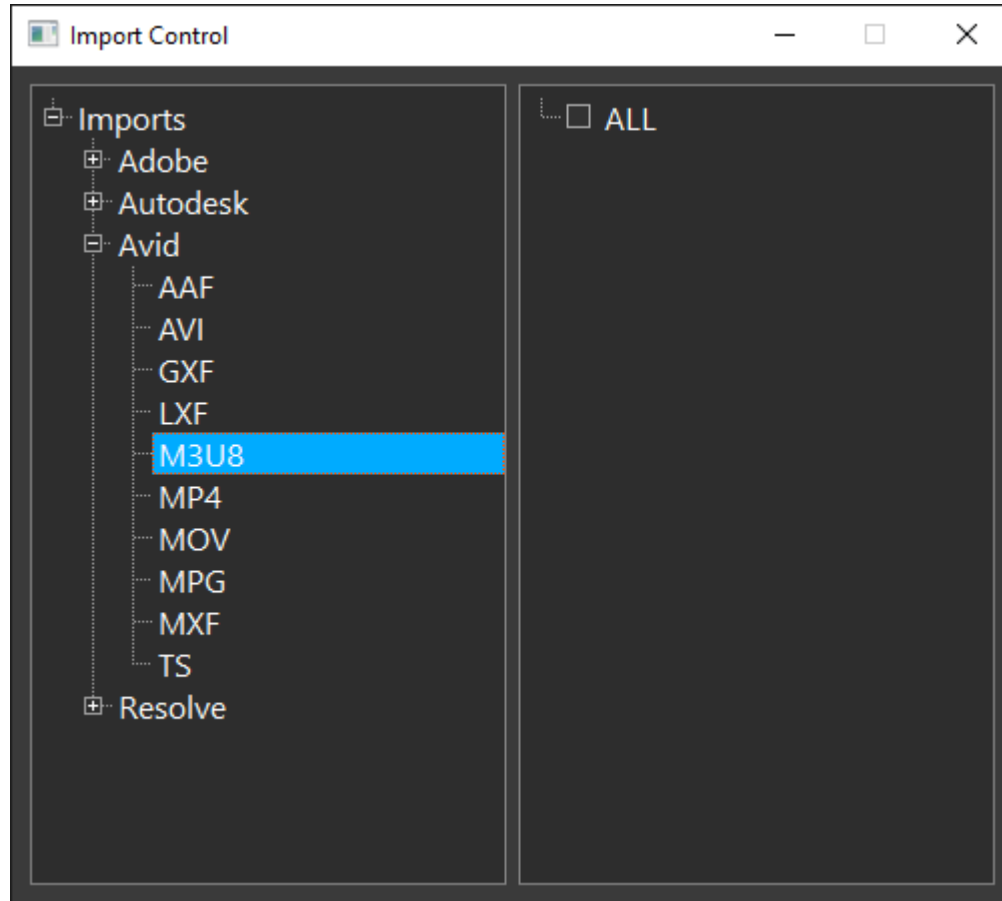 Import Control
Imports
Adobe
Autodesk
Avid
AAF
AVI
GXF
LXF
M3U8
MP4
MOV
MPG
MXF
TS
Resolve
ALL